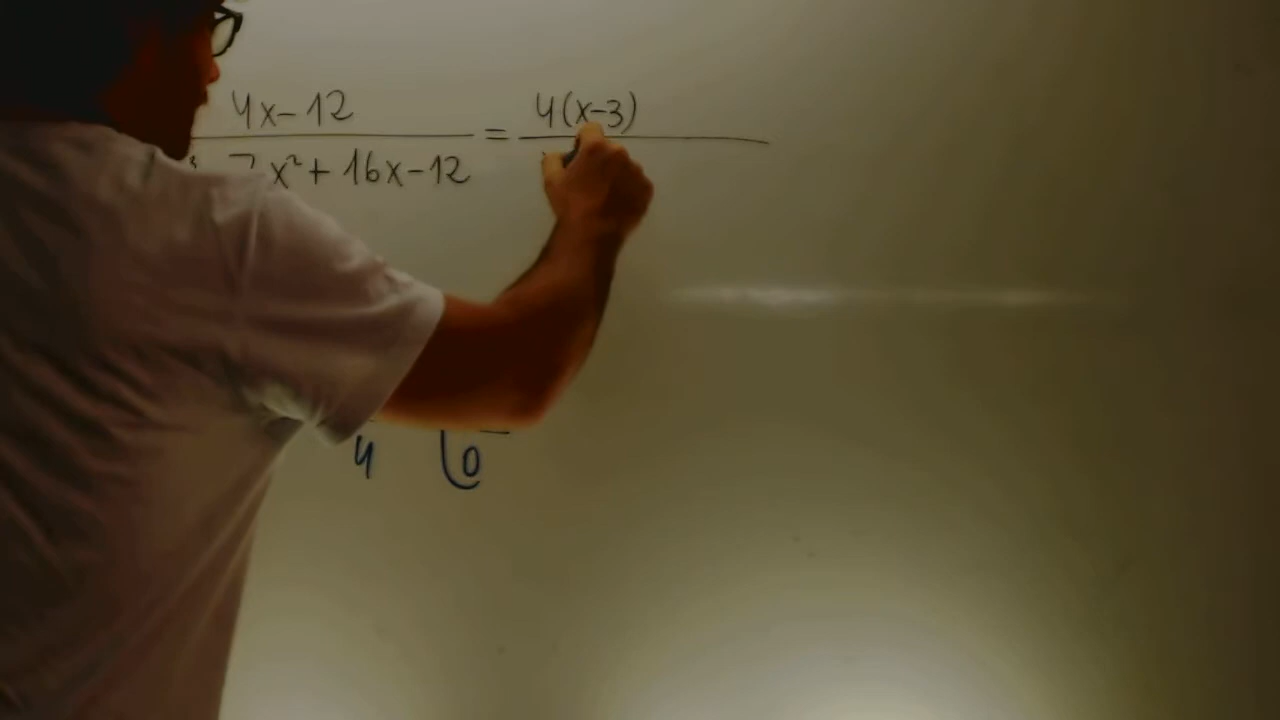 4x-12 = 4(x-3)
7x²+16x-12
4 0